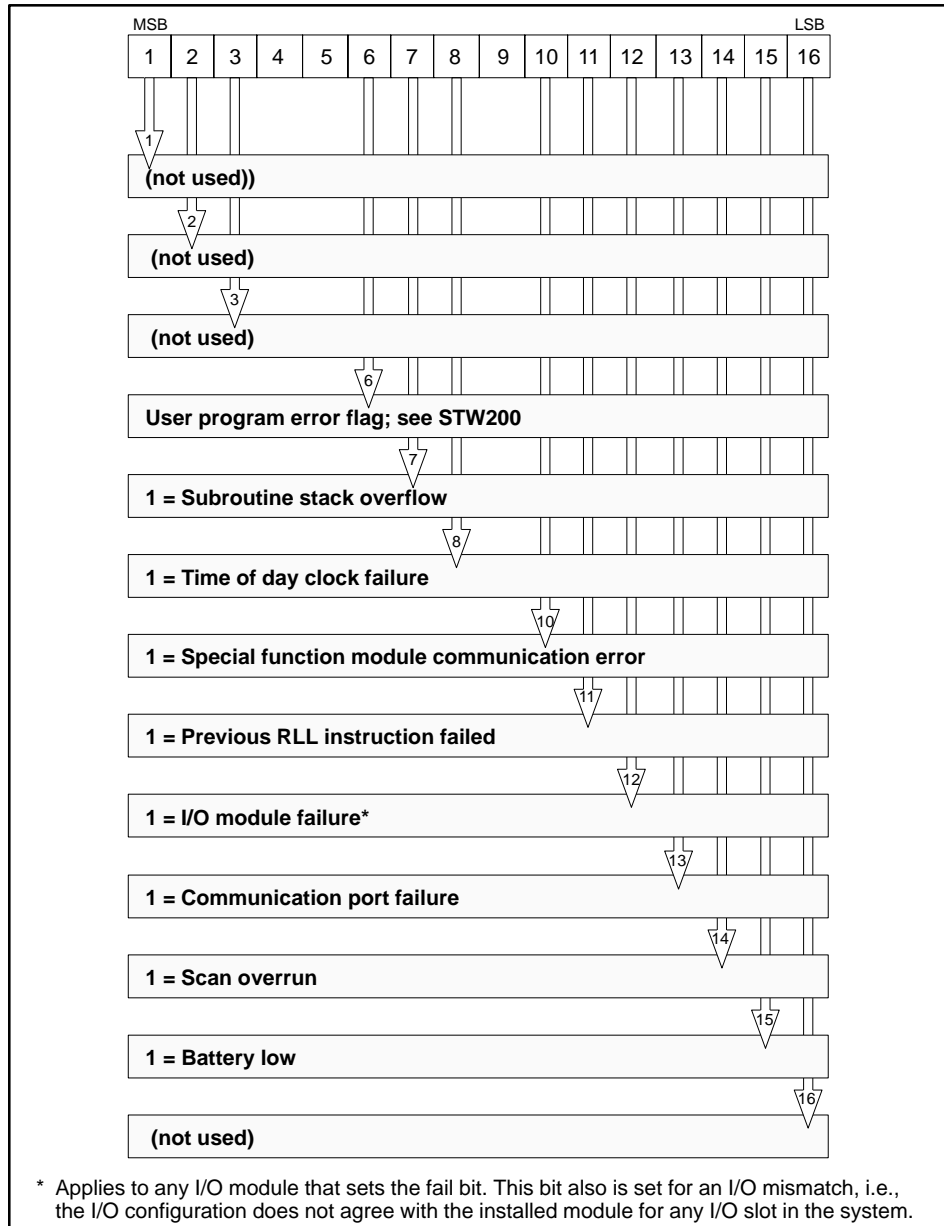 MSB LSB
1 2 3 4 5 6 7 8 9 10 11 12 13 14 15 16
1
(not used))
2
(not used)
3
(not used)
6
User program error flag; see STW200
7
1 = Subroutine stack overflow
8
1 = Time of day clock failure
10
1 = Special function module communication error
11
1 = Previous RLL instruction failed
12
1 = I/O module failure*
13
1 = Communication port failure
14
1 = Scan overrun
15
1 = Battery low
16
(not used)
* Applies to any I/O module that sets the fail bit. This bit also is set for an I/O mismatch, i.e.,
the I/O configuration does not agree with the installed module for any I/O slot in the system.